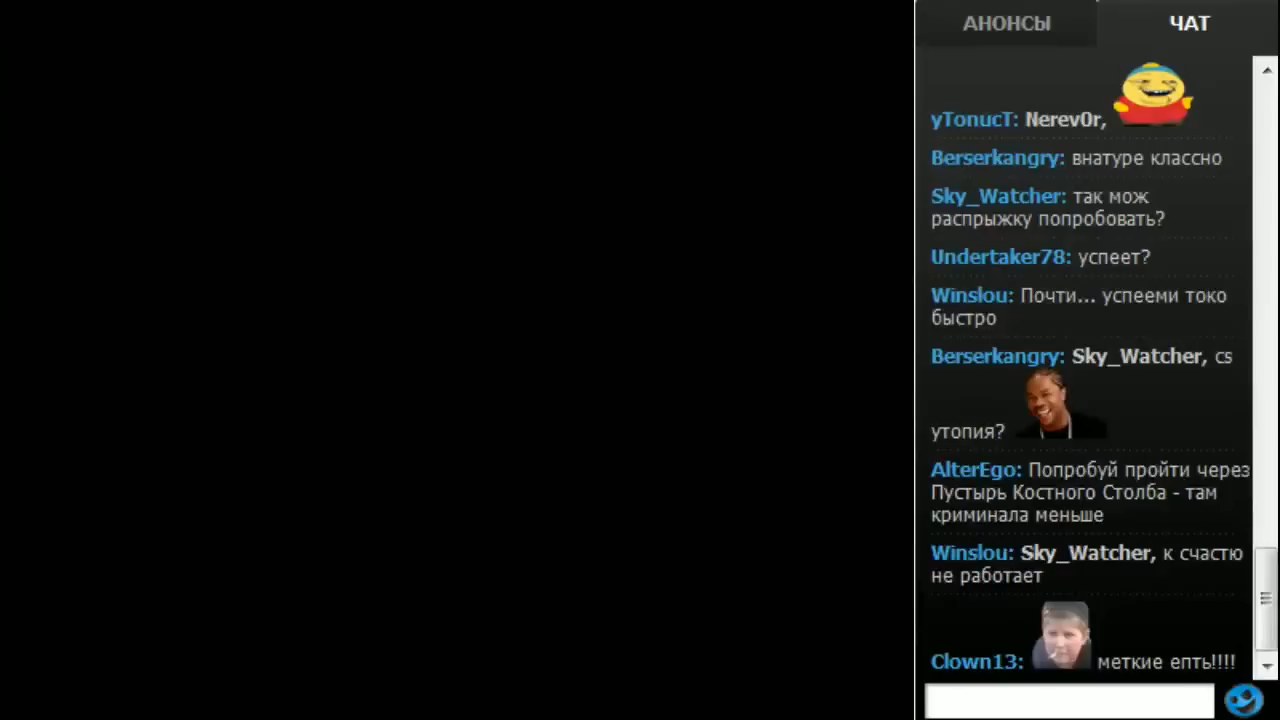 АНОНСЫ ЧАТ
yTonucT: Nerev0r,
Berserkangry: внатуре классно
Sky_Watcher: так мож
распрыжку попробовать?
Undertaker78: успеет?
Winslou: Почти... успееми токо
быстро
Berserkangry: Sky_Watcher, cs
утопия?
AlterEgo: Попробуй пройти через
Пустырь Костного Столба - там
криминала меньше
Winslou: Sky_Watcher, к счастю
не работает
Clown13: меткие епть!!!!